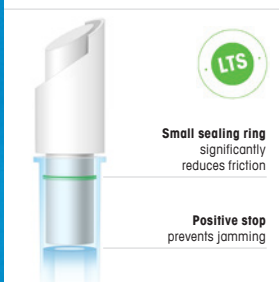 LTS
Small sealing ring
significantly
reduces friction
Positive stop
prevents jamming